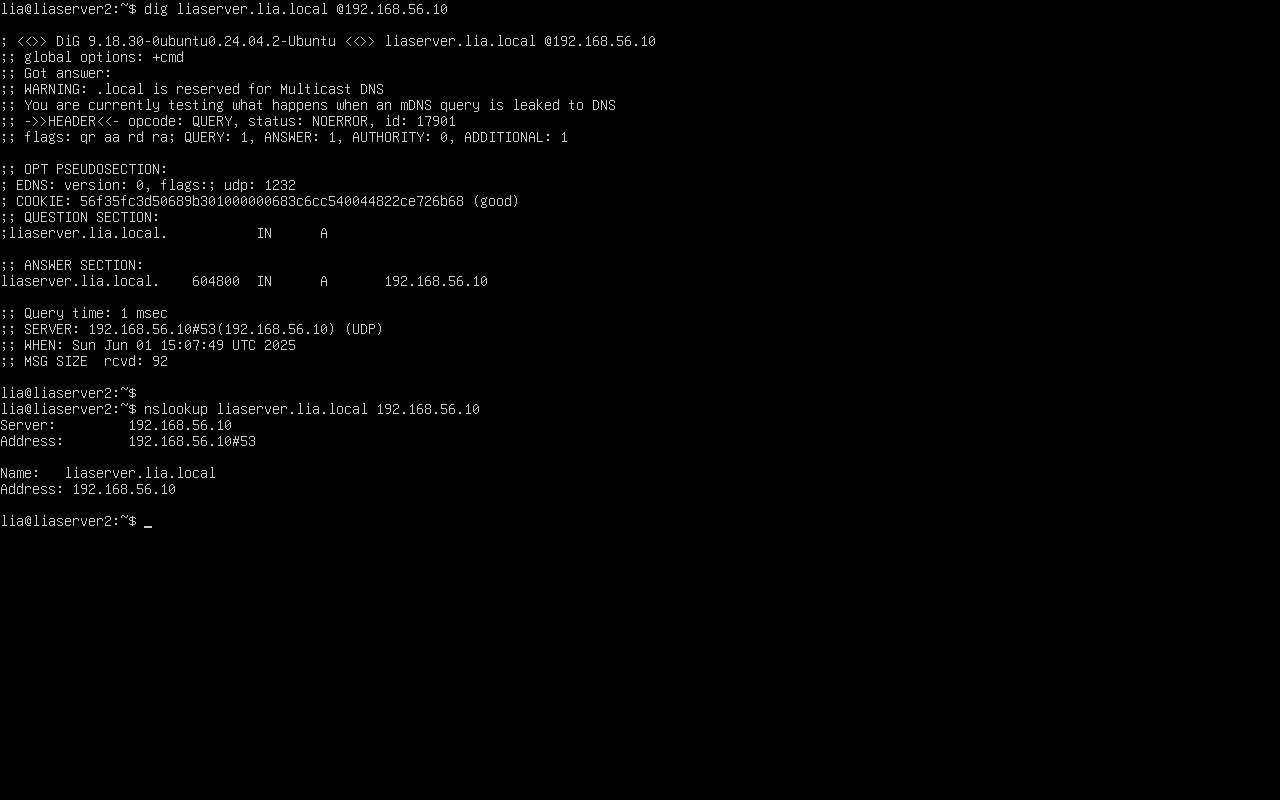 lia@liaserver2:~$ dig liaserver.lia.local @192.168.56.10
; <<>> DiG 9.18.30-0ubuntu0.24.04.2-Ubuntu <<>> liaserver.lia.local @192.168.56.10
;; global options: +cmd
;; Got answer:
;; WARNING: .local is reserved for Multicast DNS
;; You are currently testing what happens when an mDNS query is leaked to DNS
;; ->>HEADER<<- opcode: QUERY, status: NOERROR, id: 17901
;; flags: qr aa rd ra; QUERY: 1, ANSWER: 1, AUTHORITY: 0, ADDITIONAL: 1
;; OPT PSEUDOSECTION:
; EDNS: version: 0, flags:; udp: 1232
; COOKIE: 56f35fc3d50689b301000000683c6cc540044822ce726b68 (good)
;; QUESTION SECTION:
;liaserver.lia.local. IN A
;; ANSWER SECTION:
liaserver.lia.local. 604800 IN A 192.168.56.10
;; Query time: 1 msec
;; SERVER: 192.168.56.10#53(192.168.56.10) (UDP)
;; WHEN: Sun Jun 01 15:07:49 UTC 2025
;; MSG SIZE rcvd: 92
lia@liaserver2:~$
lia@liaserver2:~$ nslookup liaserver.lia.local 192.168.56.10
Server: 192.168.56.10
Address: 192.168.56.10#53
Name: liaserver.lia.local
Address: 192.168.56.10
lia@liaserver2:~$ _